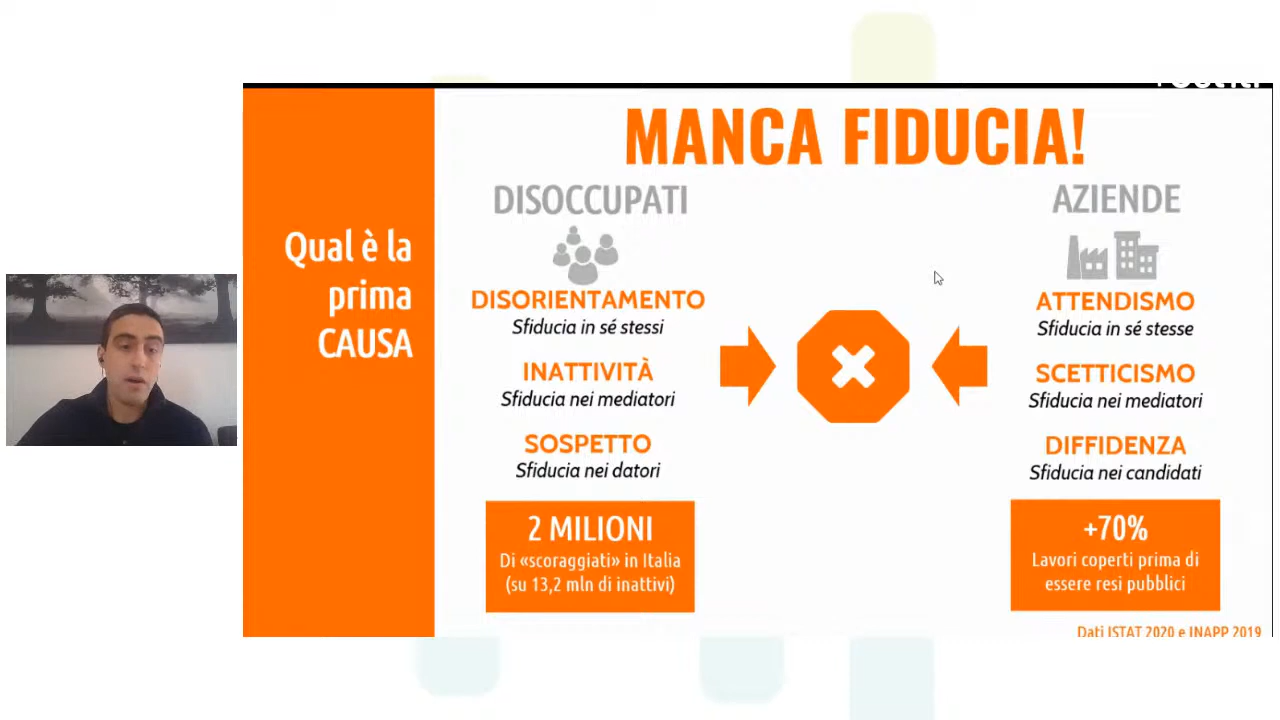 MANCA FIDUCIA!
Qual è la
prima
CAUSA
DISOCCUPATI
DISORIENTAMENTO
Sfiducia in sé stessi
INATTIVITÀ
Sfiducia nei mediatori
SOSPETTO
Sfiducia nei datori
2 MILIONI
Di «scoraggiati» in Italia
(su 13,2 mln di inattivi)
AZIENDE
ATTENDISMO
Sfiducia in sé stesse
SCETTICISMO
Sfiducia nei mediatori
DIFFIDENZA
Sfiducia nei candidati
+70%
Lavori coperti prima di
essere resi pubblici
Dati ISTAT 2020 e INAPP 2019